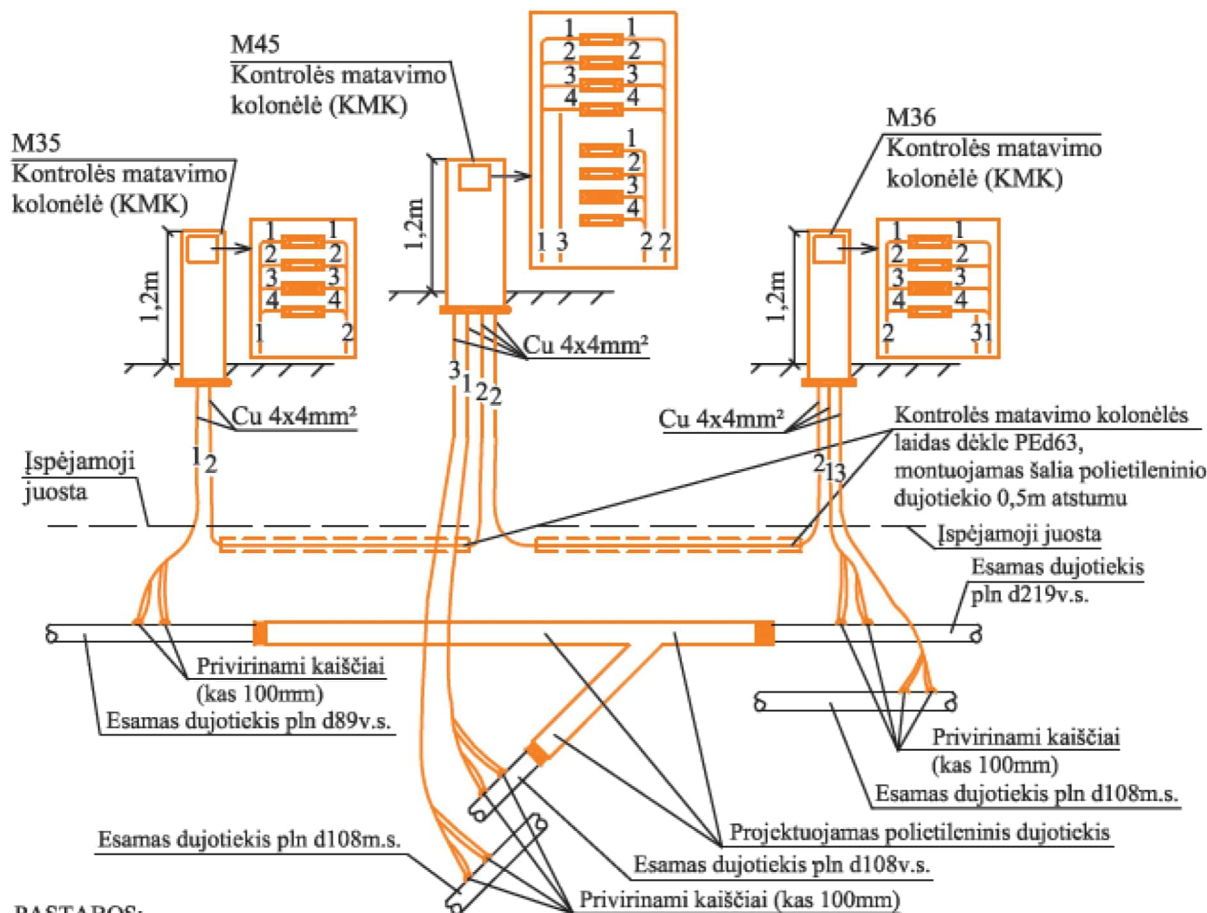 M45
Kontrolės matavimo
kolonėlė (KMK)
1 1
2 2
3 3
4 4
1
2
3
4
1 3 2 2
M35
Kontrolės matavimo
kolonėlė (KMK)
1 1
2 2
3 3
4 4
1 2
M36
Kontrolės matavimo
kolonėlė (KMK)
1 1
2 2
3 3
4 4
2 31
1,2m
1,2m
1,2m
Cu 4x4mm²
3 1 2 2
Cu 4x4mm²
1 2
Cu 4x4mm²
2 1 3
Kontrolės matavimo kolonėlės
laidas dėklc PEd63,
montuojamas šalia polietileninio
dujotiekio 0,5m atstumu
Įspėjamoji
juosta
Įspėjamoji juosta
Esamas dujotiekis
pln d219v.s.
Privirinami kaiščiai
(kas 100mm)
Esamas dujotiekis pln d89v.s.
Privirinami kaiščiai
(kas 100mm)
Esamas dujotiekis pln d108m.s.
Projektuojamas polietileninis dujotiekis
Esamas dujotiekis pln d108m.s.
Esamas dujotiekis pln d108v.s.
Privirinami kaiščiai (kas 100mm)
PASTABOS: